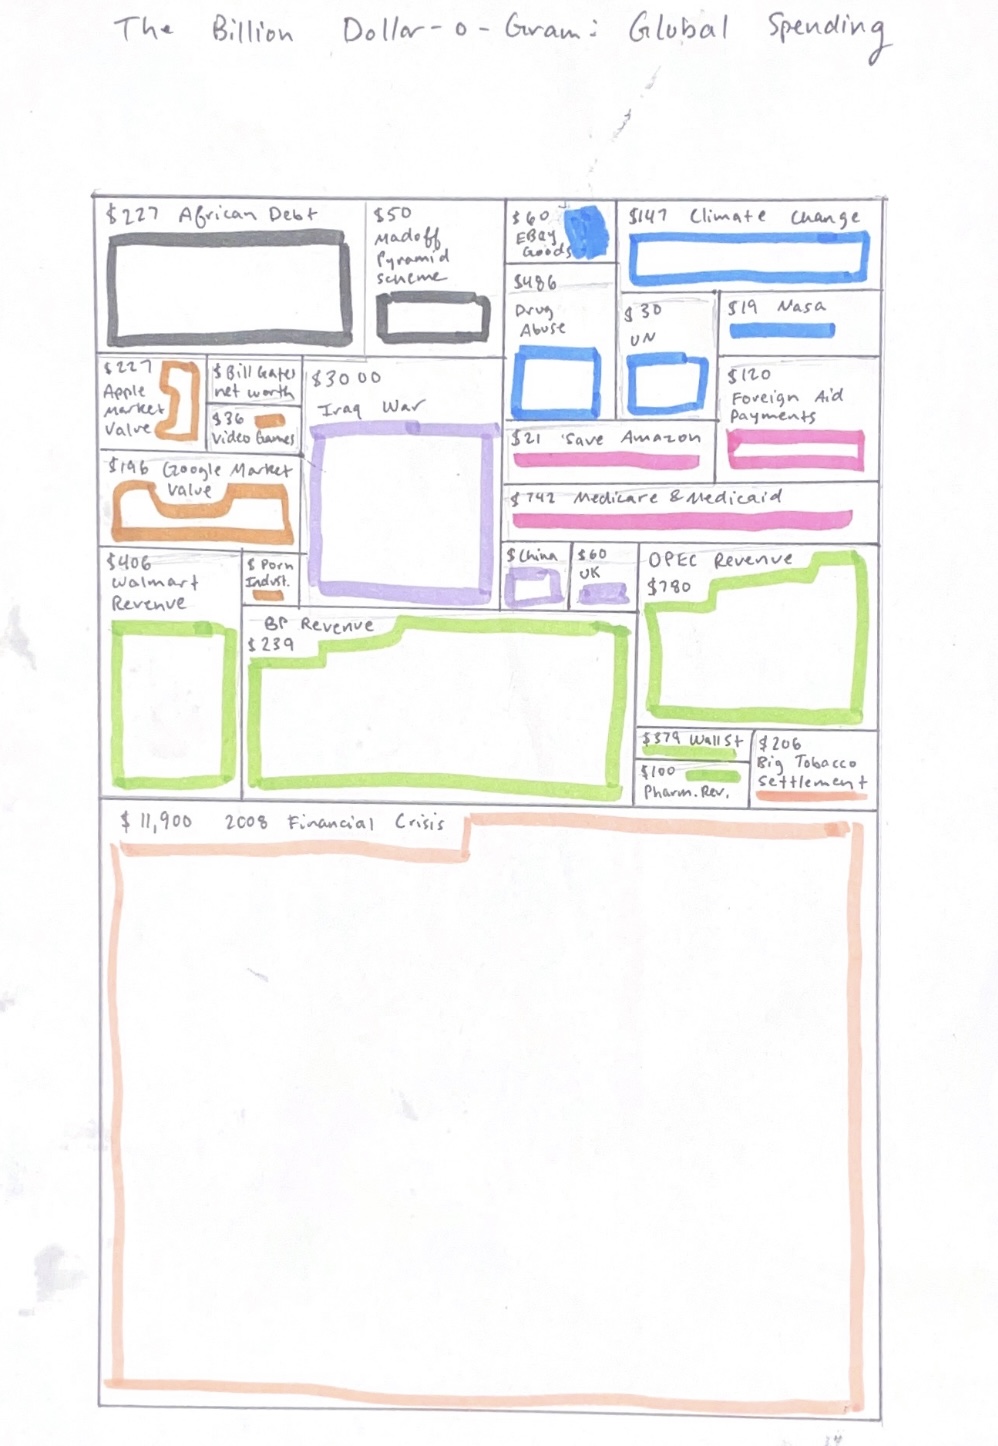 The Billion Dollar-o-Gram: Global Spending
$227 African Debt
$50
Madoff
Pyramid
scheme
$60
EBay
Goods
$147 Climate Change
$486
Drug
Abuse
$30
UN
$19 Nasa
$227
Apple
Market
Value
$ Bill Gates
net worth
$36
Video Games
$3000
Iraq War
$120
Foreign Aid
Payments
$21 Save Amazon
$196 Google Market
Value
$742 Medicare & Medicaid
$406
Walmart
Revenue
$ Porn
Indust.
$ China
$60
UK
OPEC Revenue
$780
BP Revenue
$239
$379 Wall St
$100
Pharm. Rev.
$206
Big Tobacco
Settlement
$11,900 2008 Financial Crisis